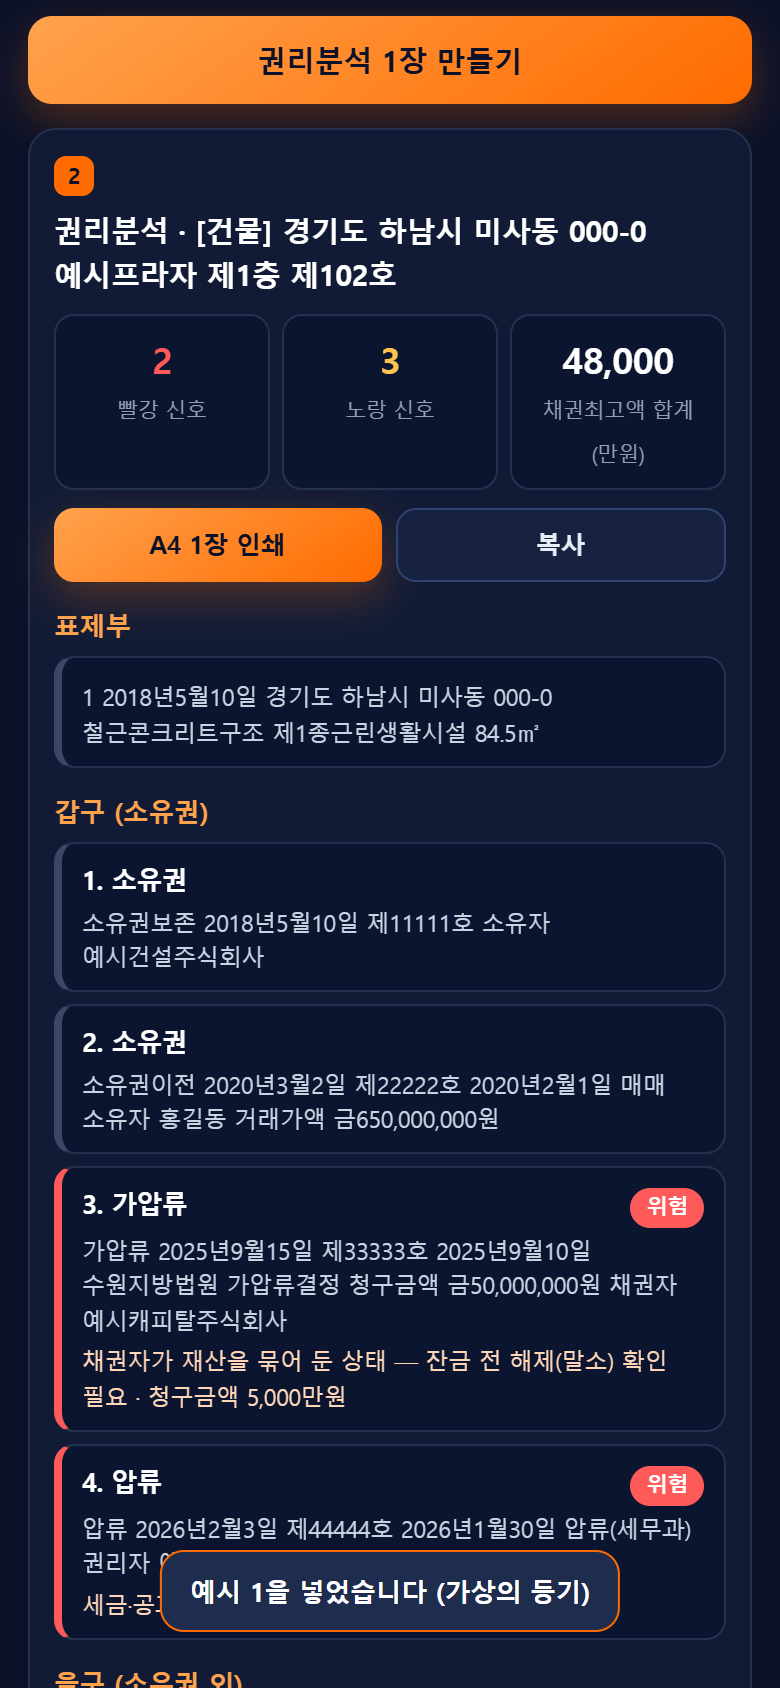 권리분석 1장 만들기
2
권리분석 · [건물] 경기도 하남시 미사동 000-0
예시프라자 제1층 제102호
2
빨강 신호
3
노랑 신호
48,000
채권최고액 합계
(만원)
A4 1장 인쇄
복사
표제부
1 2018년5월10일 경기도 하남시 미사동 000-0
철근콘크리트구조 제1종근린생활시설 84.5㎡
갑구 (소유권)
1. 소유권
소유권보존 2018년5월10일 제11111호 소유자
예시건설주식회사
2. 소유권
소유권이전 2020년3월2일 제22222호 2020년2월1일 매매
소유자 홍길동 거래가액 금650,000,000원
3. 가압류
위험
가압류 2025년9월15일 제33333호 2025년9월10일
수원지방법원 가압류결정 청구금액 금50,000,000원 채권자
예시캐피탈주식회사
채권자가 재산을 묶어 둔 상태 — 잔금 전 해제(말소) 확인
필요 · 청구금액 5,000만원
4. 압류
위험
압류 2026년2월3일 제44444호 2026년1월30일 압류(세무과)
권리자
세금·공
예시 1을 넣었습니다 (가상의 등기)
을구 (소유권 외)